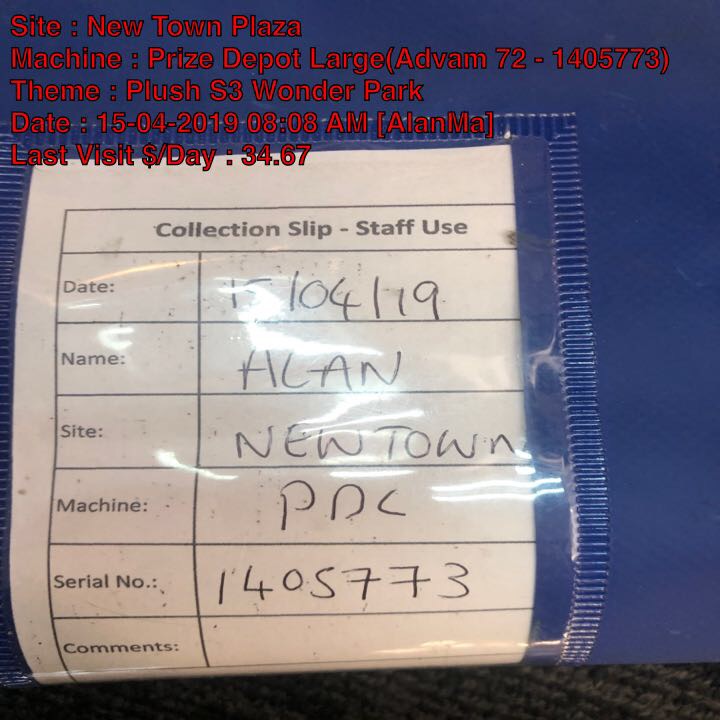 Site : New Town Plaza
Machine : Prize Depot Large(Advam 72 - 1405773)
Theme : Plush S3 Wonder Park
Date : 15-04-2019 08:08 AM [AlanMa]
Last Visit $/Day : 34.67
Collection Slip - Staff Use
Date: 15/04/19
Name: ALAN
Site: NEWTOWN
Machine: PDL
Serial No.: 1405773
Comments: